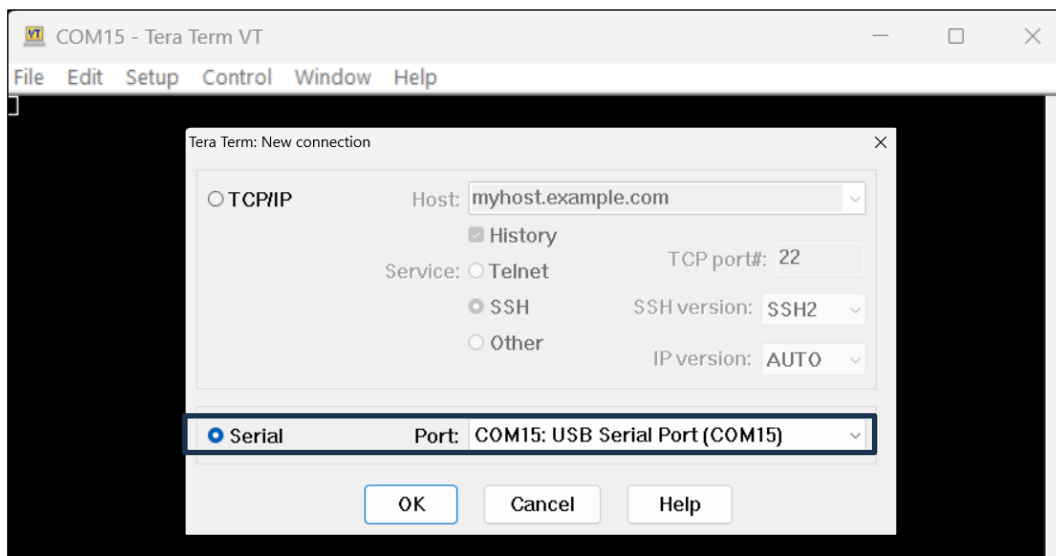 VT COM15 - Tera Term VT
File Edit Setup Control Window Help
Tera Term: New connection
TCP/IP Host: myhost.example.com
History
Service: Telnet TCP port#: 22
SSH SSH version: SSH2
Other IP version: AUTO
Serial Port: COM15: USB Serial Port (COM15)
OK Cancel Help